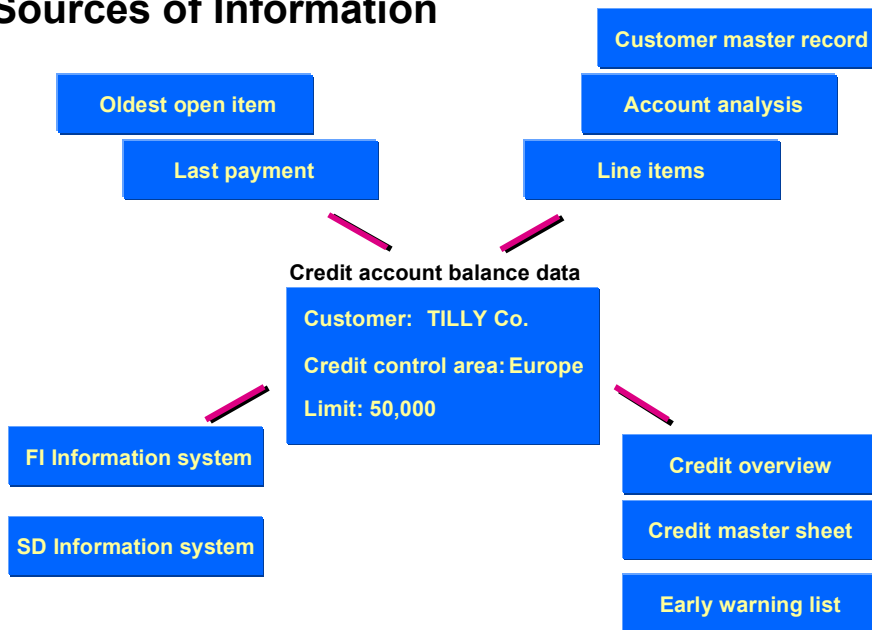 Sources of Information
Customer master record
Oldest open item
Account analysis
Last payment
Line items
Credit account balance data
Customer: TILLY Co.
Credit control area: Europe
Limit: 50,000
FI Information system
Credit overview
SD Information system
Credit master sheet
Early warning list